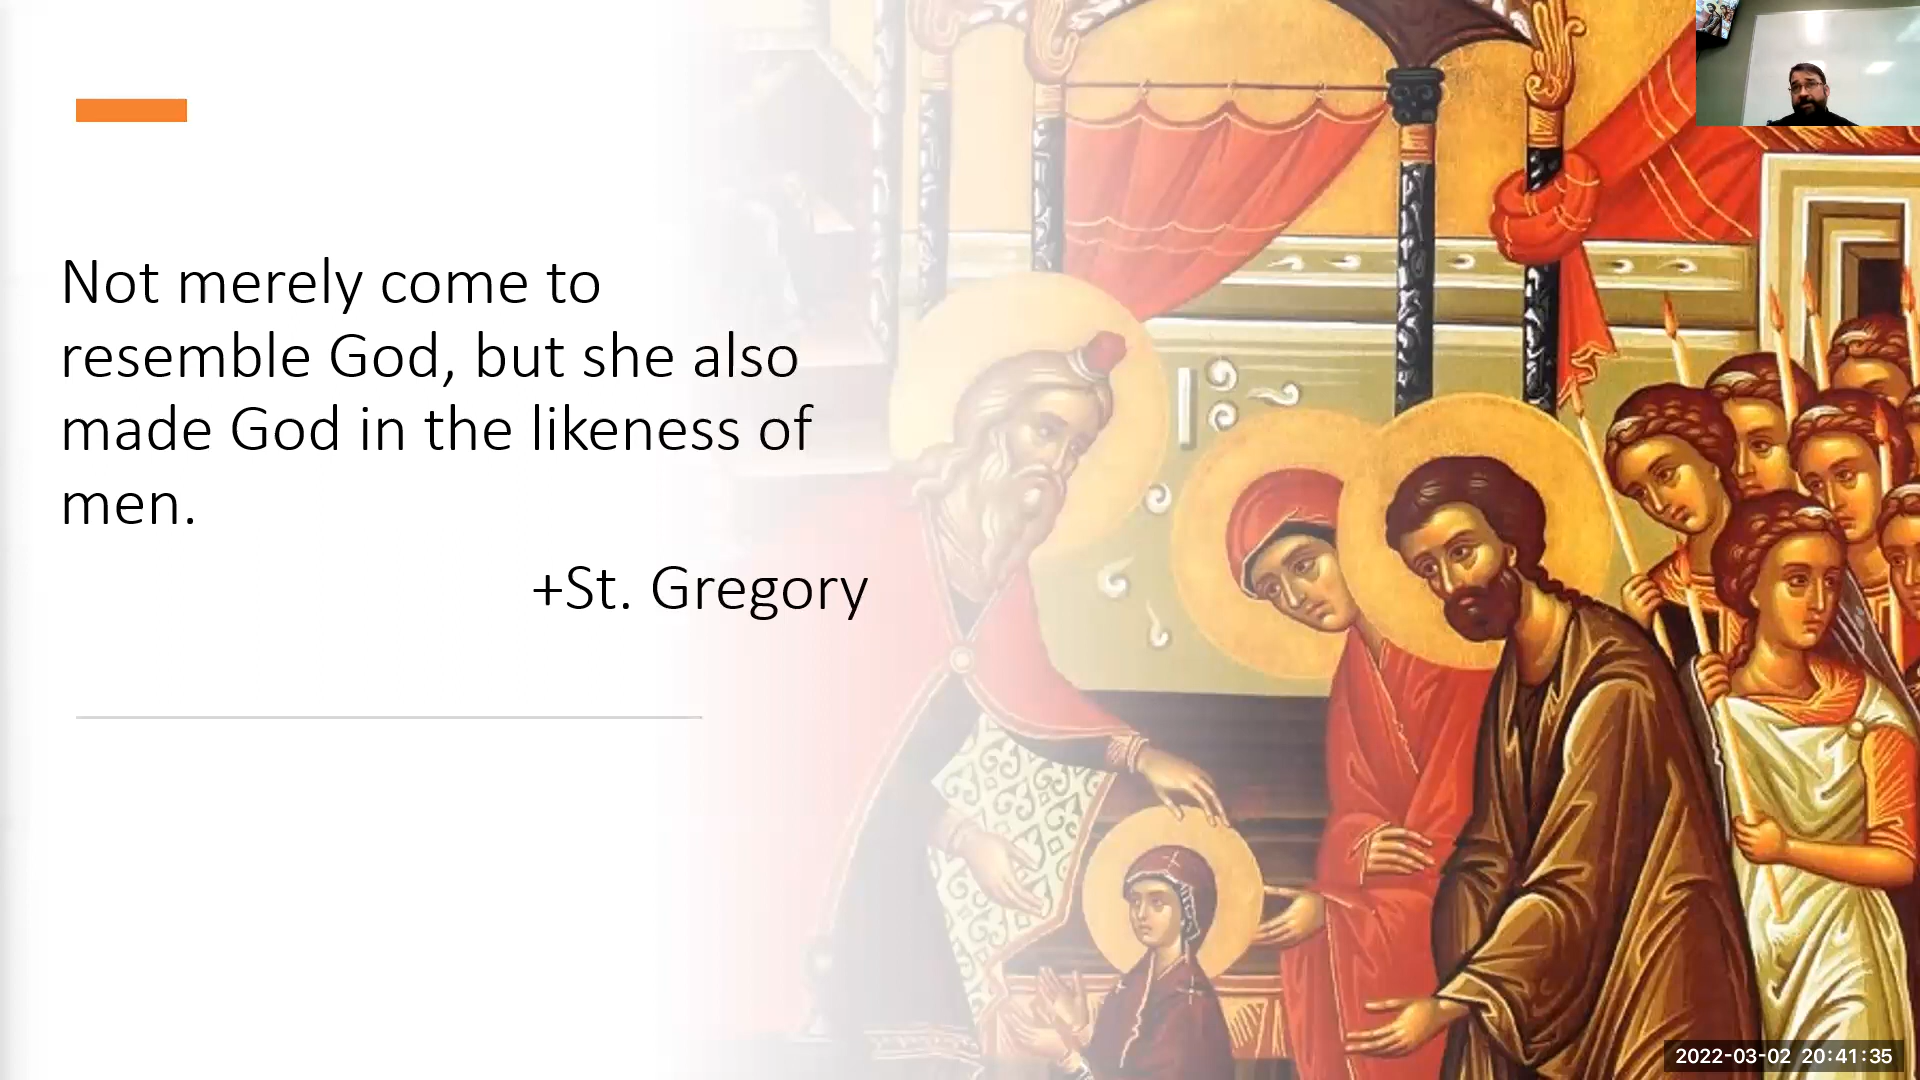 Not merely come to
resemble God, but she also
made God in the likeness of
men.
+St. Gregory
2022-03-02 20:41:35